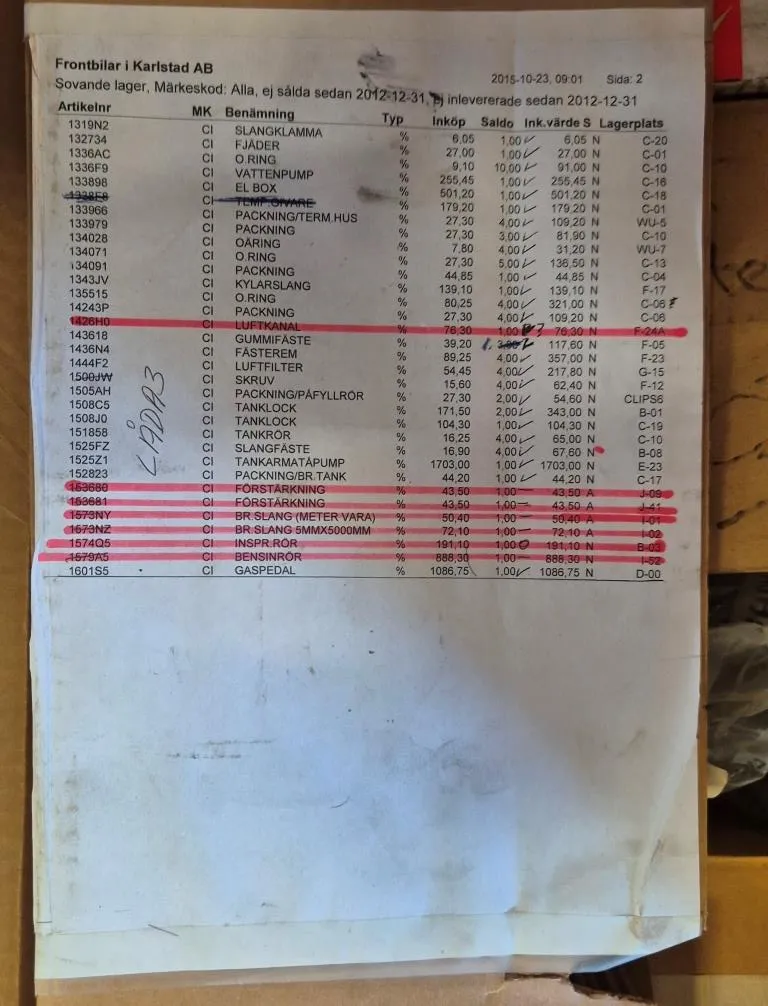 Frontbilar i Karlstad AB 2015-10-23, 09:01 Sida: 2
Sovande lager, Märkeskod: Alla, ej sålda sedan 2012-12-31, ej inlevererade sedan 2012-12-31
Artikelnr MK Benämning Typ Inköp Saldo Ink.värde S Lagerplats
1319N2 CI SLANGKLAMMA % 6,05 1,00 6,05 N C-20
132734 CI FJÄDER % 27,00 1,00 27,00 N C-01
1336AC CI O.RING % 9,10 10,00 91,00 N C-10
1336F9 CI VATTENPUMP % 255,45 1,00 255,45 N C-16
133898 CI EL BOX % 501,20 1,00 501,20 N C-18
1338E8 CI TEMP.GIVARE % 179,20 1,00 179,20 N C-01
133966 CI PACKNING/TERM.HUS % 27,30 4,00 109,20 N WU-5
133979 CI PACKNING % 27,30 3,00 81,90 N C-10
134028 CI OÄRING % 7,80 4,00 31,20 N WU-7
134071 CI O.RING % 27,30 5,00 136,50 N C-13
134091 CI PACKNING % 44,85 1,00 44,85 N C-04
1343JV CI KYLARSLANG % 139,10 1,00 139,10 N F-17
135515 CI O.RING % 80,25 4,00 321,00 N C-06
14243P CI PACKNING % 27,30 4,00 109,20 N C-06
1426H0 CI LUFTKANAL % 76,30 1,00 ? 76,30 N F-24A
143618 CI GUMMIFÄSTE % 39,20 1. 3,00 117,60 N F-05
1436N4 CI FÄSTEREM % 89,25 4,00 357,00 N F-23
1444F2 CI LUFTFILTER % 54,45 4,00 217,80 N G-15
1500JW CI SKRUV % 15,60 4,00 62,40 N F-12
1505AH CI PACKNING/PÅFYLLRÖR % 27,30 2,00 54,60 N CLIPS6
1508C5 CI TANKLOCK % 171,50 2,00 343,00 N B-01
1508J0 CI TANKLOCK % 104,30 1,00 104,30 N C-19
151858 CI TANKRÖR % 16,25 4,00 65,00 N C-10
1525FZ CI SLANGFÄSTE % 16,90 4,00 67,60 N B-08
1525Z1 CI TANKARMATÅPUMP % 1703,00 1,00 1703,00 N E-23
152823 CI PACKNING/BR.TANK % 44,20 1,00 44,20 N C-17
153680 CI FÖRSTÄRKNING % 43,50 1,00 43,50 A J-09
153681 CI FÖRSTÄRKNING % 43,50 1,00 43,50 A J-41
1573NY CI BR.SLANG (METER VARA) % 50,40 1,00 50,40 A I-01
1573NZ CI BR.SLANG 5MMX5000MM % 72,10 1,00 72,10 A I-02
1574Q5 CI INSPR.RÖR % 191,10 1,00 191,10 N B-03
1579A5 CI BENSINRÖR % 888,30 1,00 888,30 N I-52
1601S5 CI GASPEDAL % 1086,75 1,00 1086,75 N D-00
LÅDA 3